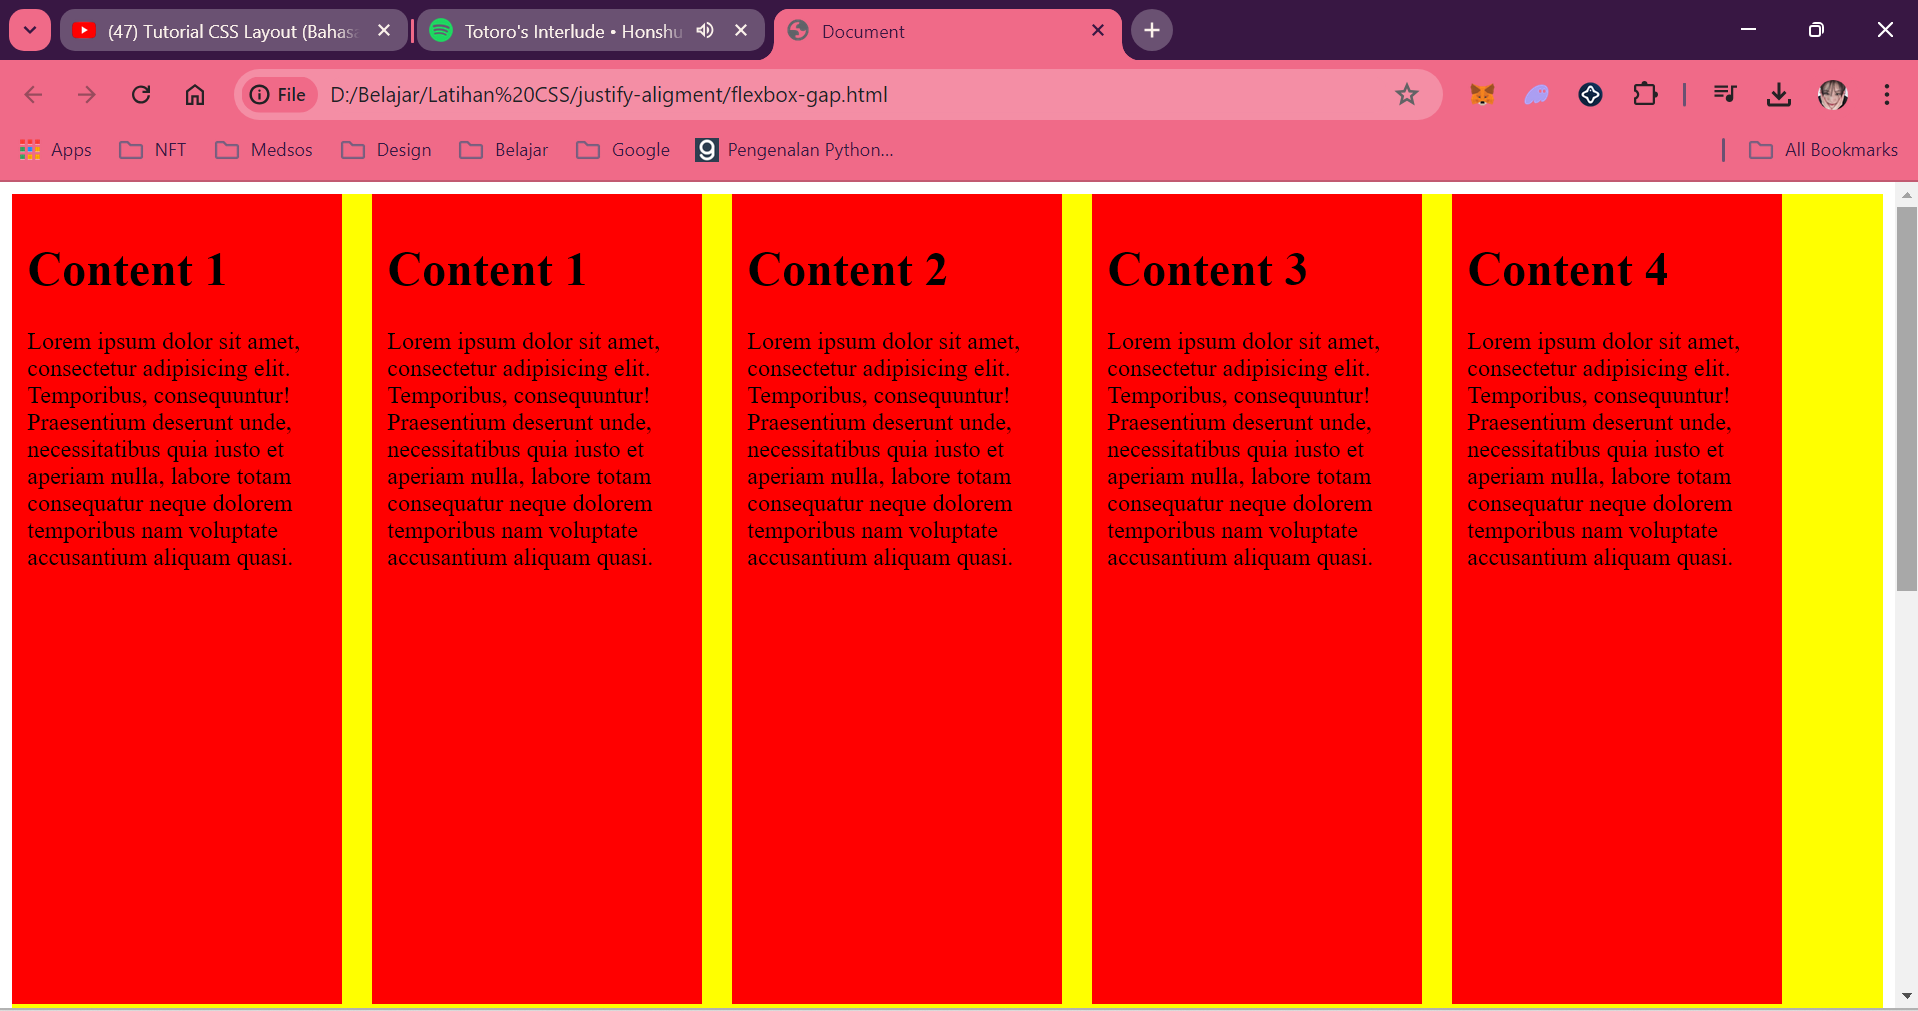 (47) Tutorial CSS Layout (Bahasa
Totoro's Interlude • Honshu
Document
File
D:/Belajar/Latihan%20CSS/justify-aligment/flexbox-gap.html
Apps
NFT
Medsos
Design
Belajar
Google
g
Pengenalan Python...
All Bookmarks
Content 1
Lorem ipsum dolor sit amet,
consectetur adipisicing elit.
Temporibus, consequuntur!
Praesentium deserunt unde,
necessitatibus quia iusto et
aperiam nulla, labore totam
consequatur neque dolorem
temporibus nam voluptate
accusantium aliquam quasi.
Content 1
Lorem ipsum dolor sit amet,
consectetur adipisicing elit.
Temporibus, consequuntur!
Praesentium deserunt unde,
necessitatibus quia iusto et
aperiam nulla, labore totam
consequatur neque dolorem
temporibus nam voluptate
accusantium aliquam quasi.
Content 2
Lorem ipsum dolor sit amet,
consectetur adipisicing elit.
Temporibus, consequuntur!
Praesentium deserunt unde,
necessitatibus quia iusto et
aperiam nulla, labore totam
consequatur neque dolorem
temporibus nam voluptate
accusantium aliquam quasi.
Content 3
Lorem ipsum dolor sit amet,
consectetur adipisicing elit.
Temporibus, consequuntur!
Praesentium deserunt unde,
necessitatibus quia iusto et
aperiam nulla, labore totam
consequatur neque dolorem
temporibus nam voluptate
accusantium aliquam quasi.
Content 4
Lorem ipsum dolor sit amet,
consectetur adipisicing elit.
Temporibus, consequuntur!
Praesentium deserunt unde,
necessitatibus quia iusto et
aperiam nulla, labore totam
consequatur neque dolorem
temporibus nam voluptate
accusantium aliquam quasi.